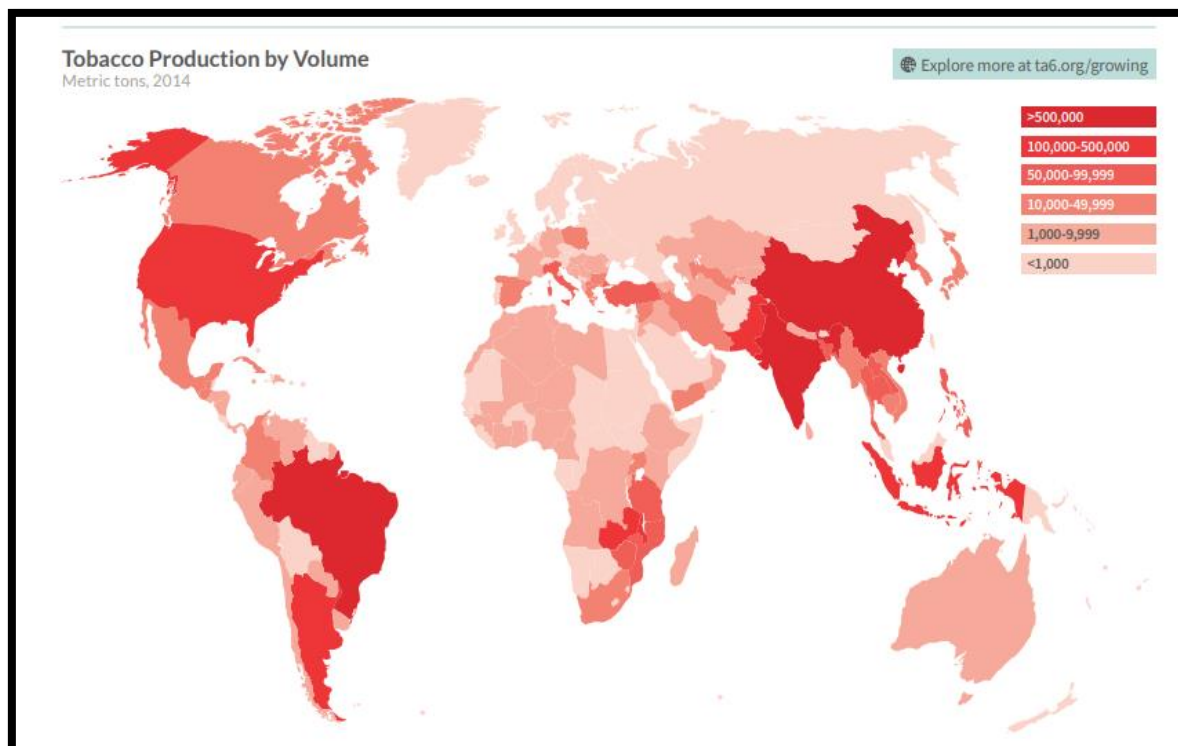 Tobacco Production by Volume
Metric tons, 2014
Explore more at ta6.org/growing
>500,000
100,000-500,000
50,000-99,999
10,000-49,999
1,000-9,999
<1,000